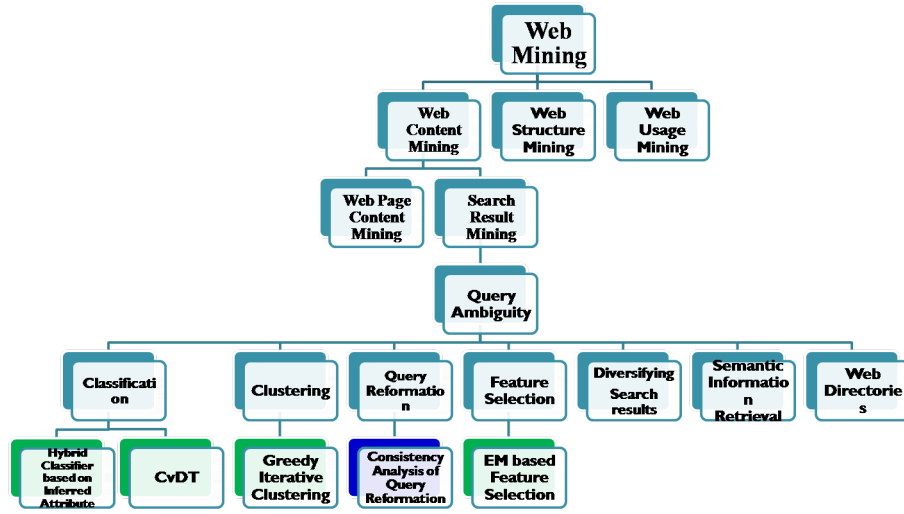 Web
Mining
Web
Content
Mining
Web
Structure
Mining
Web
Usage
Mining
Web Page
Content
Mining
Search
Result
Mining
Query
Ambiguity
Classificati
on
Clustering
Query
Reformatio
n
Feature
Selection
Diversifying
Search results
Semantic
Informatio
n
Retrieval
Web
Directorie
s
Hybrid
Classifier
based on
Inferred
Attribute
CvDT
Greedy
Iterative
Clustering
Consistency
Analysis of
Query
Reformation
EM based
Feature
Selection